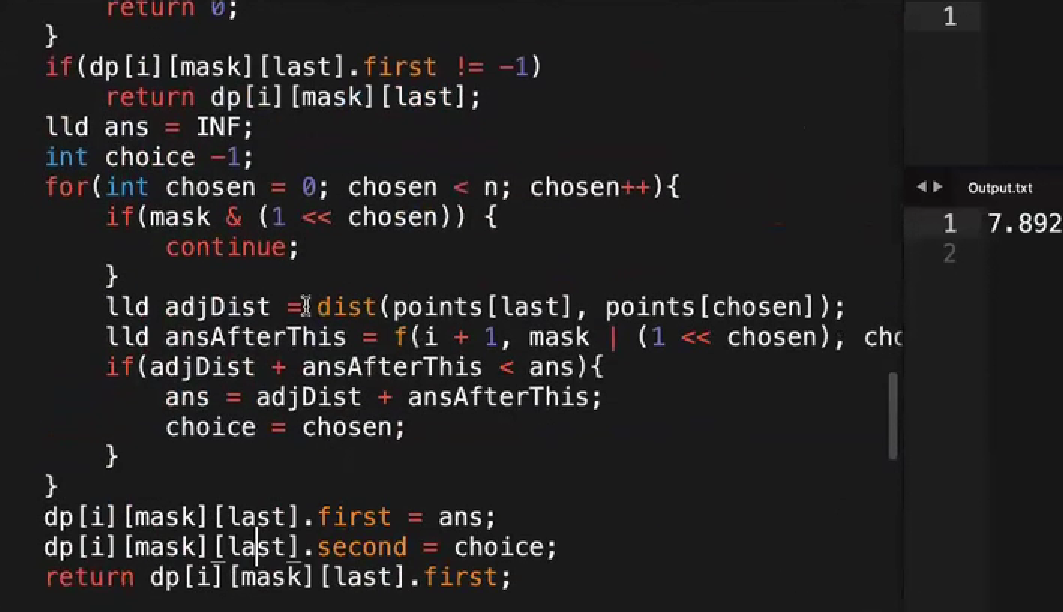 return 0;
}
if(dp[i][mask][last].first != -1)
return dp[i][mask][last];
lld ans = INF;
int choice -1;
for(int chosen = 0; chosen < n; chosen++){
if(mask & (1 << chosen)) {
continue;
}
lld adjDist = dist(points[last], points[chosen]);
lld ansAfterThis = f(i + 1, mask | (1 << chosen), cho
if(adjDist + ansAfterThis < ans){
ans = adjDist + ansAfterThis;
choice = chosen;
}
}
dp[i][mask][last].first = ans;
dp[i][mask][last].second = choice;
return dp[i][mask][last].first;
1
Output.txt
1 7.892
2